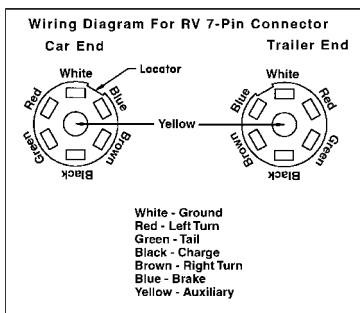 Wiring Diagram For RV 7-Pin Connector
Car End
Trailer End
White
Locator
White
Red
Blue
Blue
Red
Yellow
Green
Brown
Brown
Green
Black
Black
White - Ground
Red - Left Turn
Green - Tail
Black - Charge
Brown - Right Turn
Blue - Brake
Yellow - Auxiliary